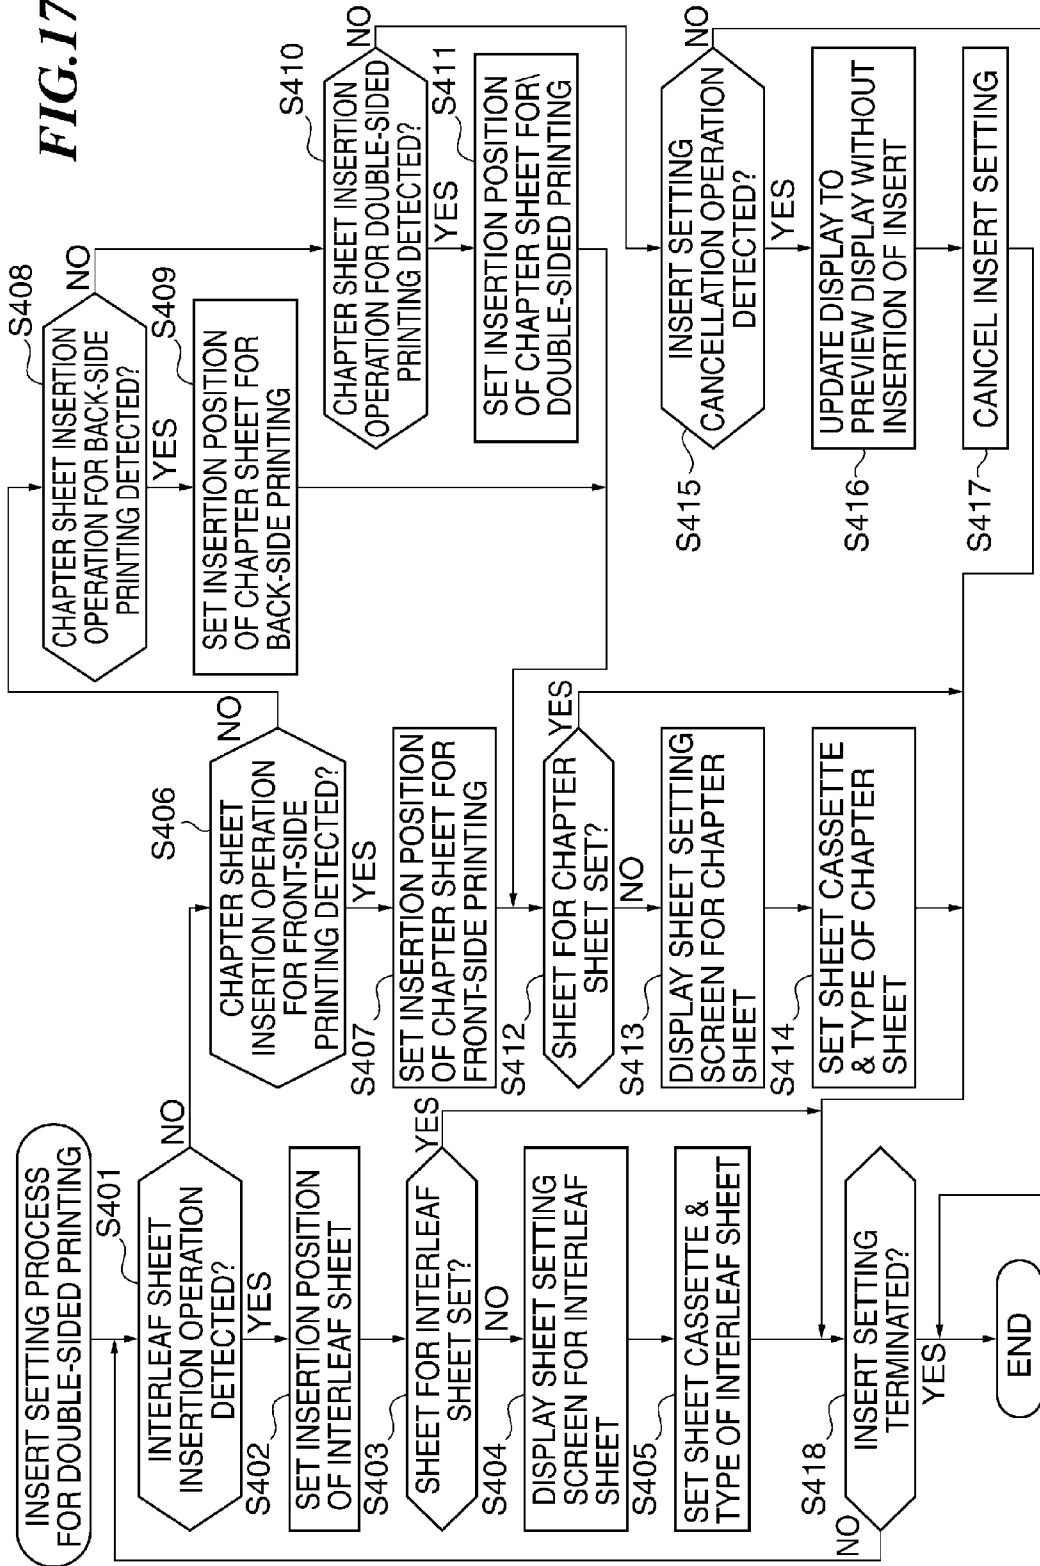 FIG.17
INSERT SETTING PROCESS
FOR DOUBLE-SIDED PRINTING
S401
INTERLEAF SHEET
INSERTION OPERATION
DETECTED?
NO
YES
S402
SET INSERTION POSITION
OF INTERLEAF SHEET
S403
SHEET FOR INTERLEAF
SHEET SET?
YES
NO
S404
DISPLAY SHEET SETTING
SCREEN FOR INTERLEAF
SHEET
S405
SET SHEET CASSETTE &
TYPE OF INTERLEAF SHEET
S406
CHAPTER SHEET
INSERTION OPERATION
FOR FRONT-SIDE
PRINTING DETECTED?
NO
YES
S407
SET INSERTION POSITION
OF CHAPTER SHEET FOR
FRONT-SIDE PRINTING
S412
SHEET FOR CHAPTER
SHEET SET?
YES
NO
S413
DISPLAY SHEET SETTING
SCREEN FOR CHAPTER
SHEET
S414
SET SHEET CASSETTE
& TYPE OF CHAPTER
SHEET
S408
CHAPTER SHEET INSERTION
OPERATION FOR BACK-SIDE
PRINTING DETECTED?
NO
YES
S409
SET INSERTION POSITION
OF CHAPTER SHEET FOR
BACK-SIDE PRINTING
S410
CHAPTER SHEET INSERTION
OPERATION FOR DOUBLE-SIDED
PRINTING DETECTED?
NO
YES
S411
SET INSERTION POSITION
OF CHAPTER SHEET FOR\
DOUBLE-SIDED PRINTING
S415
INSERT SETTING
CANCELLATION OPERATION
DETECTED?
NO
YES
S416
UPDATE DISPLAY TO
PREVIEW DISPLAY WITHOUT
INSERTION OF INSERT
S417
CANCEL INSERT SETTING
S418
INSERT SETTING
TERMINATED?
NO
YES
END